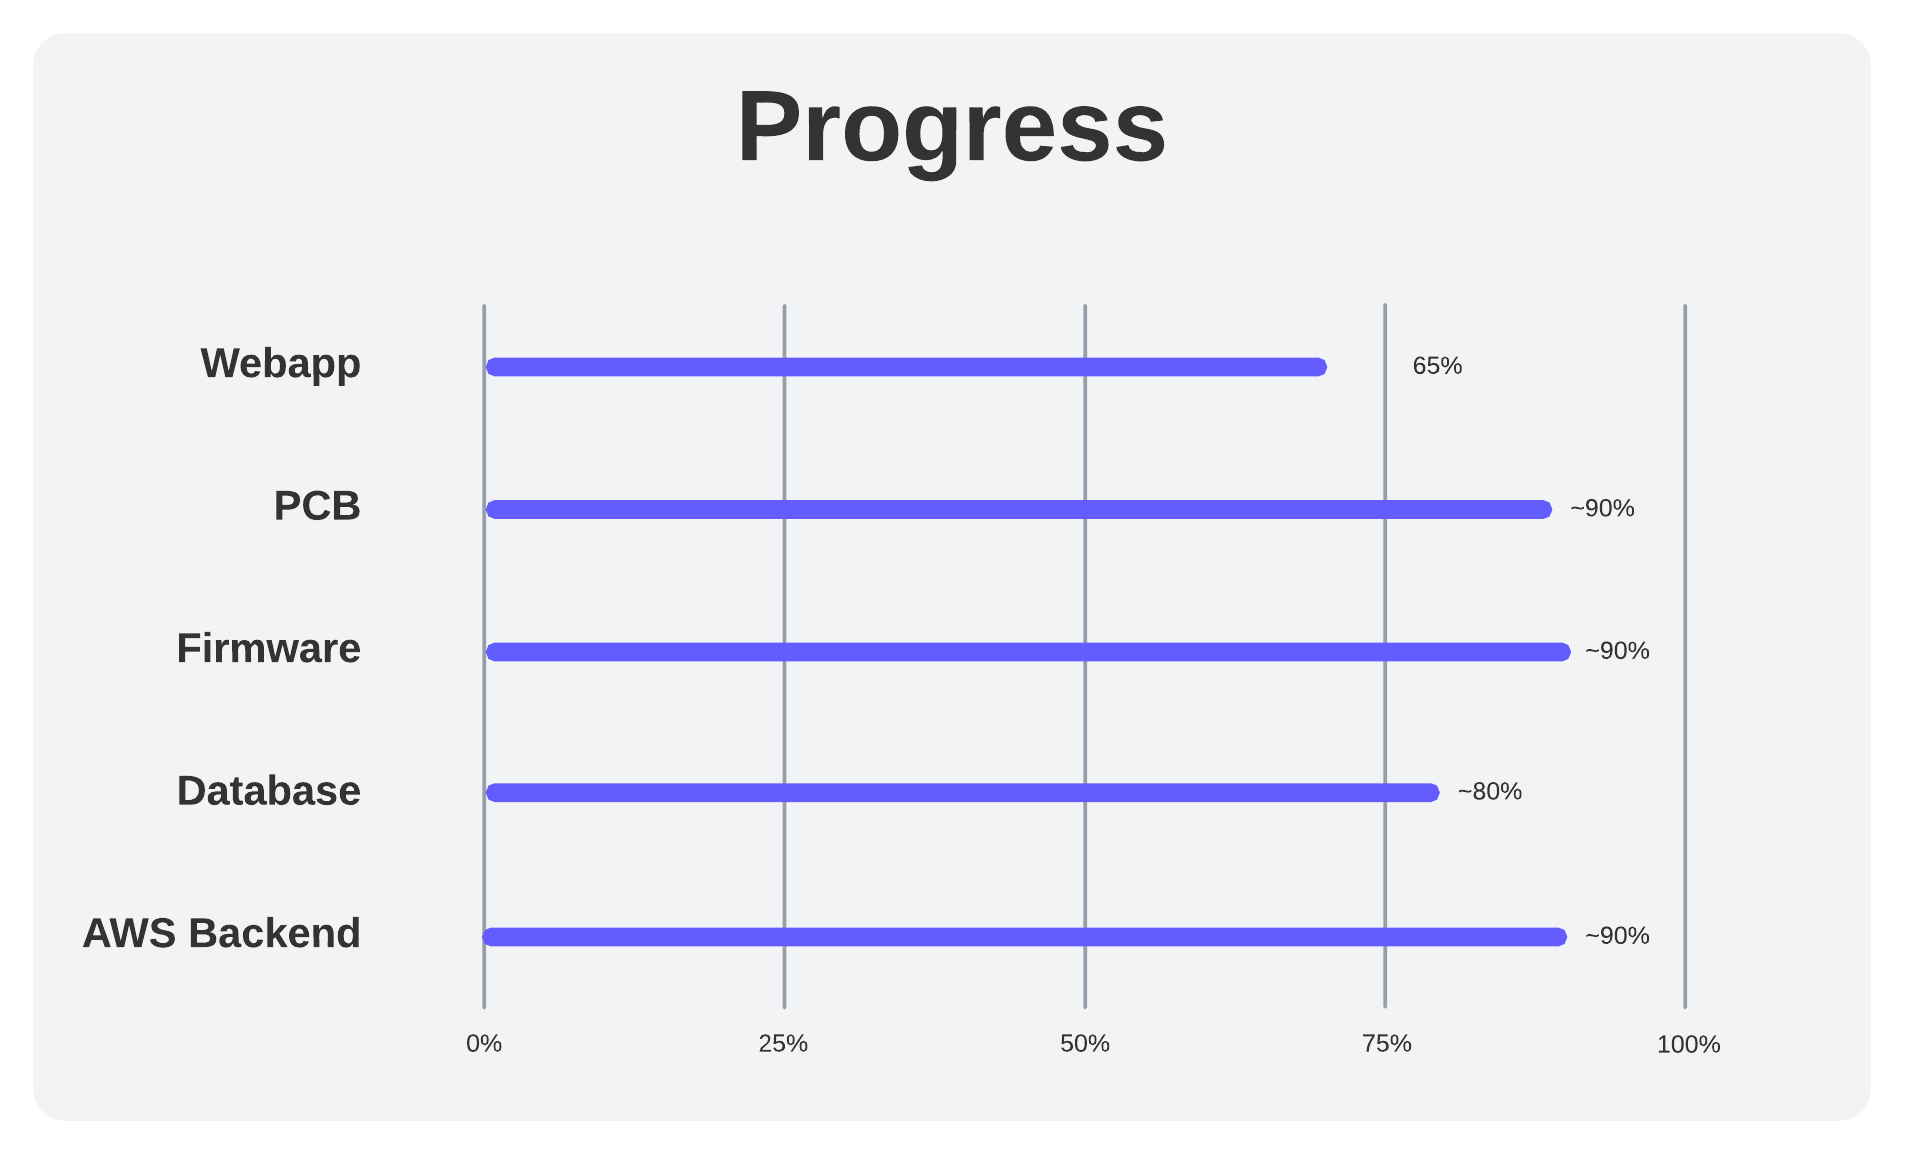 Progress
Webapp
65%
PCB
~90%
Firmware
~90%
Database
~80%
AWS Backend
~90%
0%
25%
50%
75%
100%